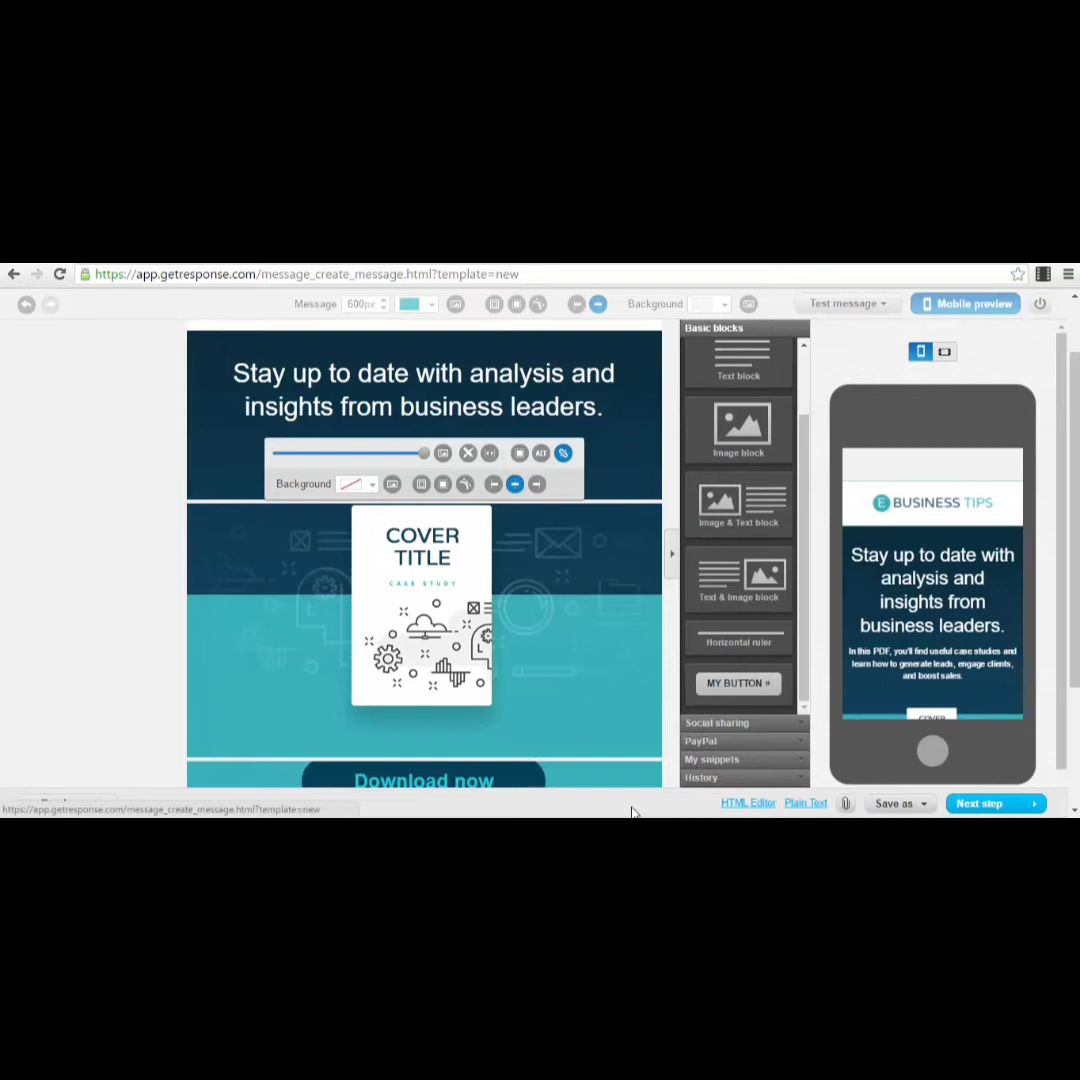 https://app.getresponse.com/message_create_message.html?template=new
Message 600px Background Test message Mobile preview
Stay up to date with analysis and
insights from business leaders.
ALT
Background
COVER
TITLE
CASE STUDY
Download now
Basic blocks
Text block
Image block
Image & Text block
Text & Image block
Horizontal ruler
MY BUTTON »
Social sharing
PayPal
My snippets
History
E BUSINESS TIPS
Stay up to date with
analysis and
insights from
business leaders.
In this PDF, you'll find useful case studies and
learn how to generate leads, engage clients,
and boost sales.
COVER
https://app.getresponse.com/message_create_message.html?template=new
HTML Editor Plain Text Save as Next step